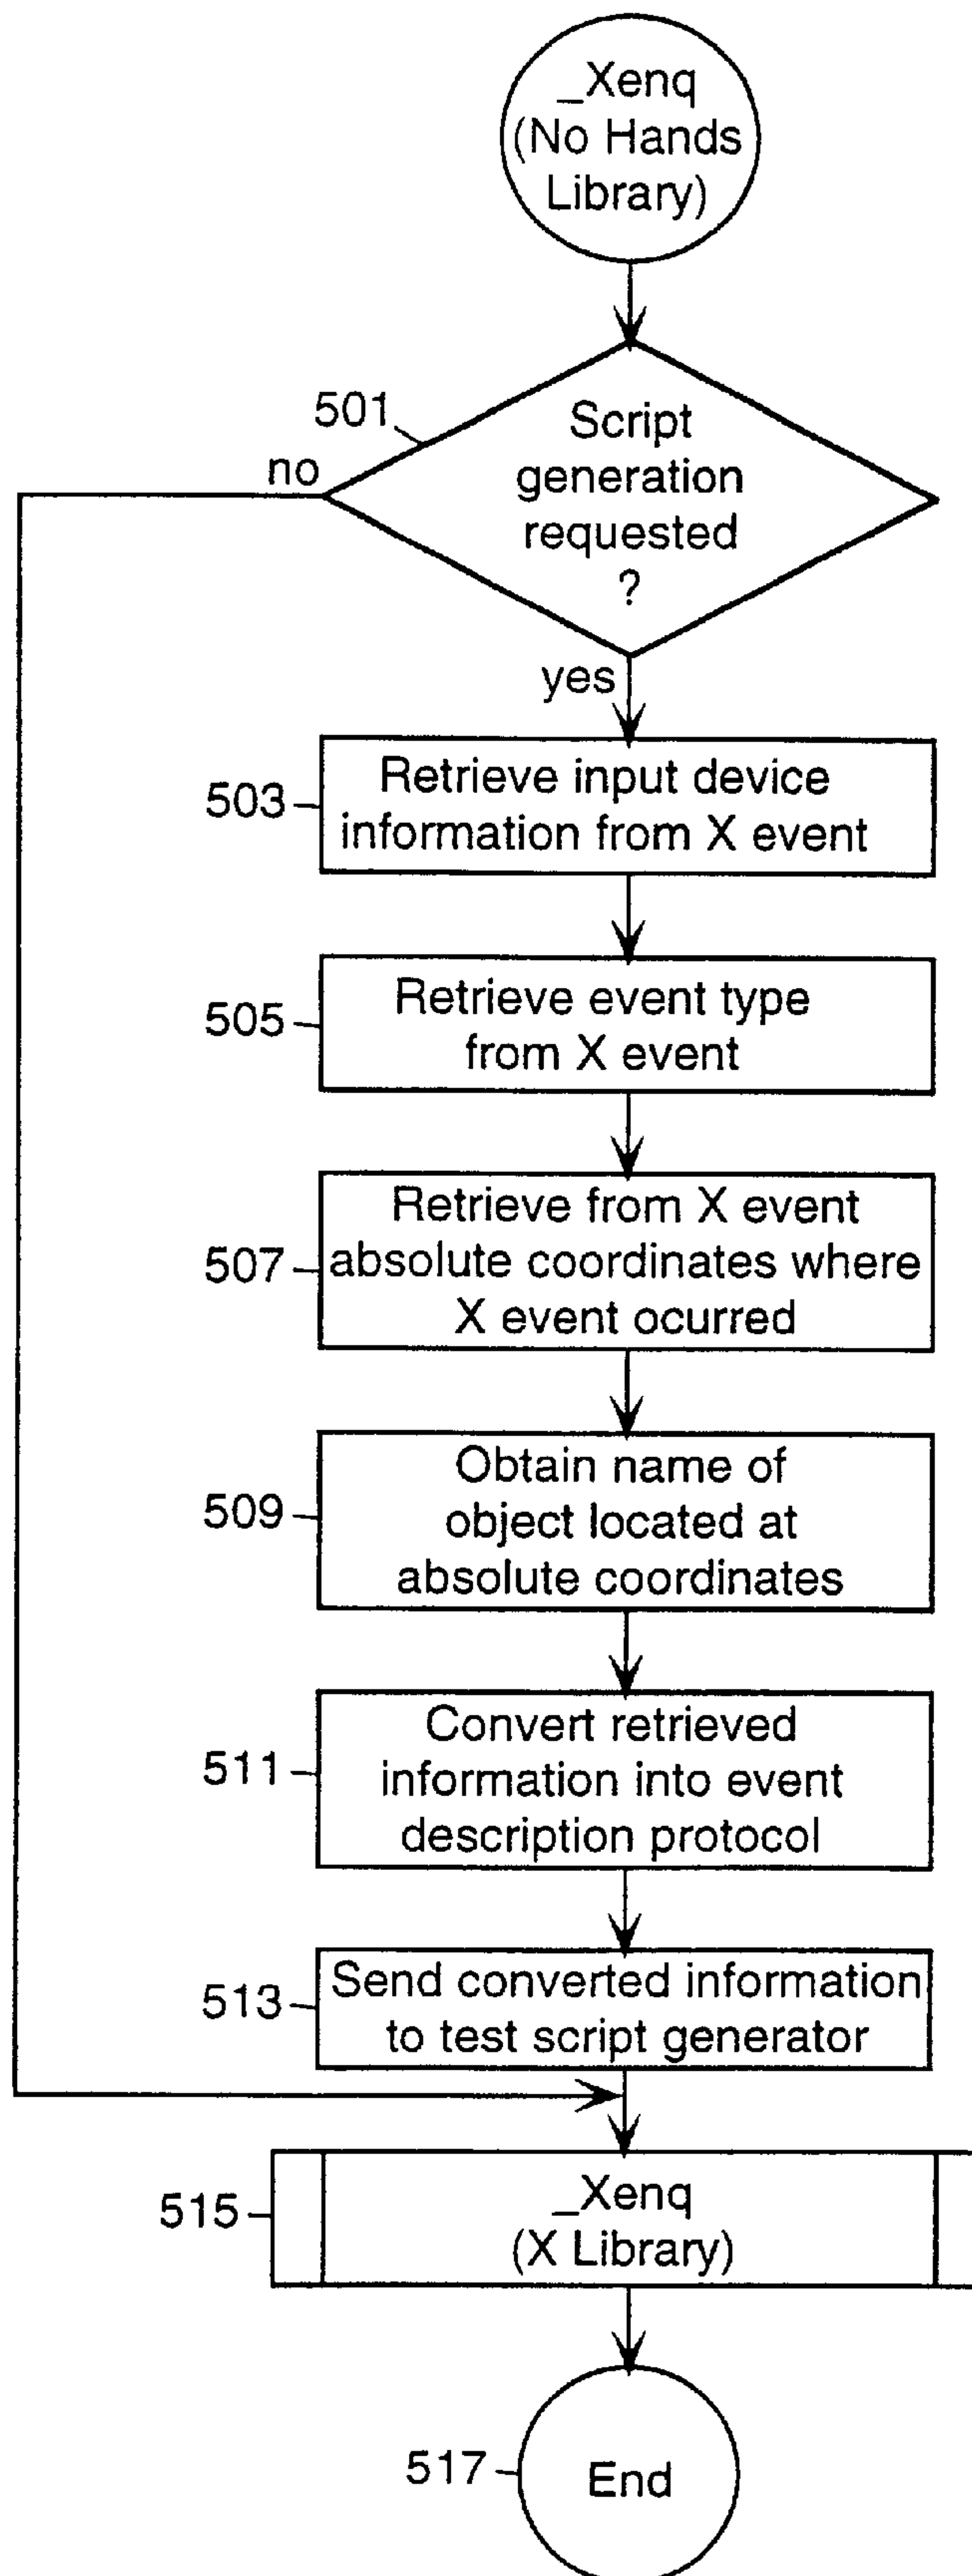 _Xenq
(No Hands
Library)
501
Script
generation
requested
?
no
yes
503
Retrieve input device
information from X event
505
Retrieve event type
from X event
507
Retrieve from X event
absolute coordinates where
X event ocurred
509
Obtain name of
object located at
absolute coordinates
511
Convert retrieved
information into event
description protocol
513
Send converted information
to test script generator
515
_Xenq
(X Library)
517
End